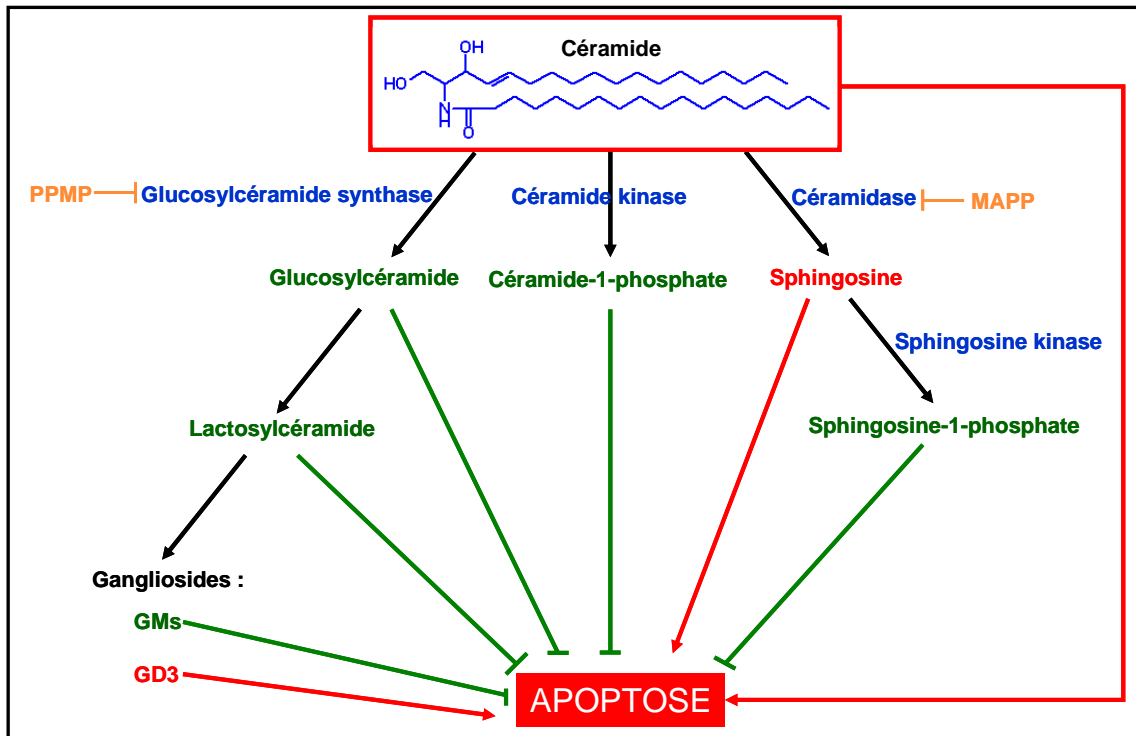 Céramide
OH
HO
N
H
O
PPMP
Glucosylcéramide synthase
Céramide kinase
Céramidase
MAPP
Glucosylcéramide
Céramide-1-phosphate
Sphingosine
Sphingosine kinase
Lactosylcéramide
Sphingosine-1-phosphate
Gangliosides :
GMs
GD3
APOPTOSE